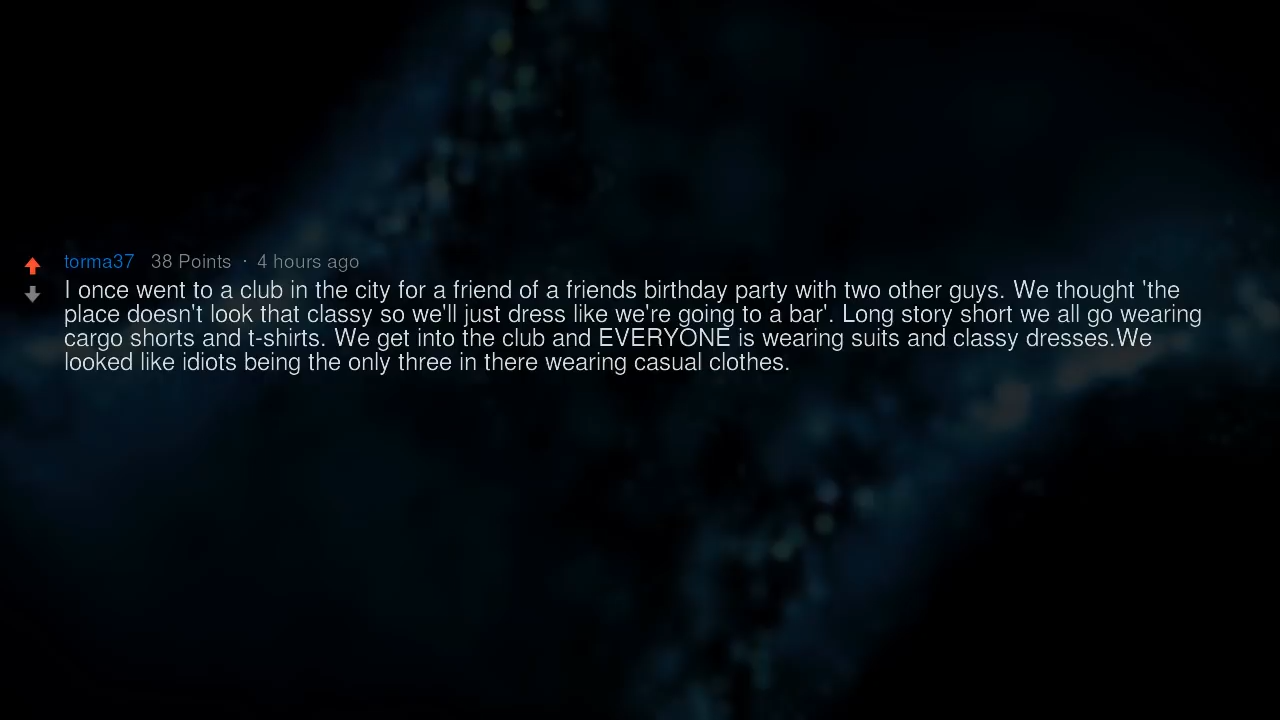 torma37 38 Points · 4 hours ago
I once went to a club in the city for a friend of a friends birthday party with two other guys. We thought 'the
place doesn't look that classy so we'll just dress like we're going to a bar'. Long story short we all go wearing
cargo shorts and t-shirts. We get into the club and EVERYONE is wearing suits and classy dresses.We
looked like idiots being the only three in there wearing casual clothes.